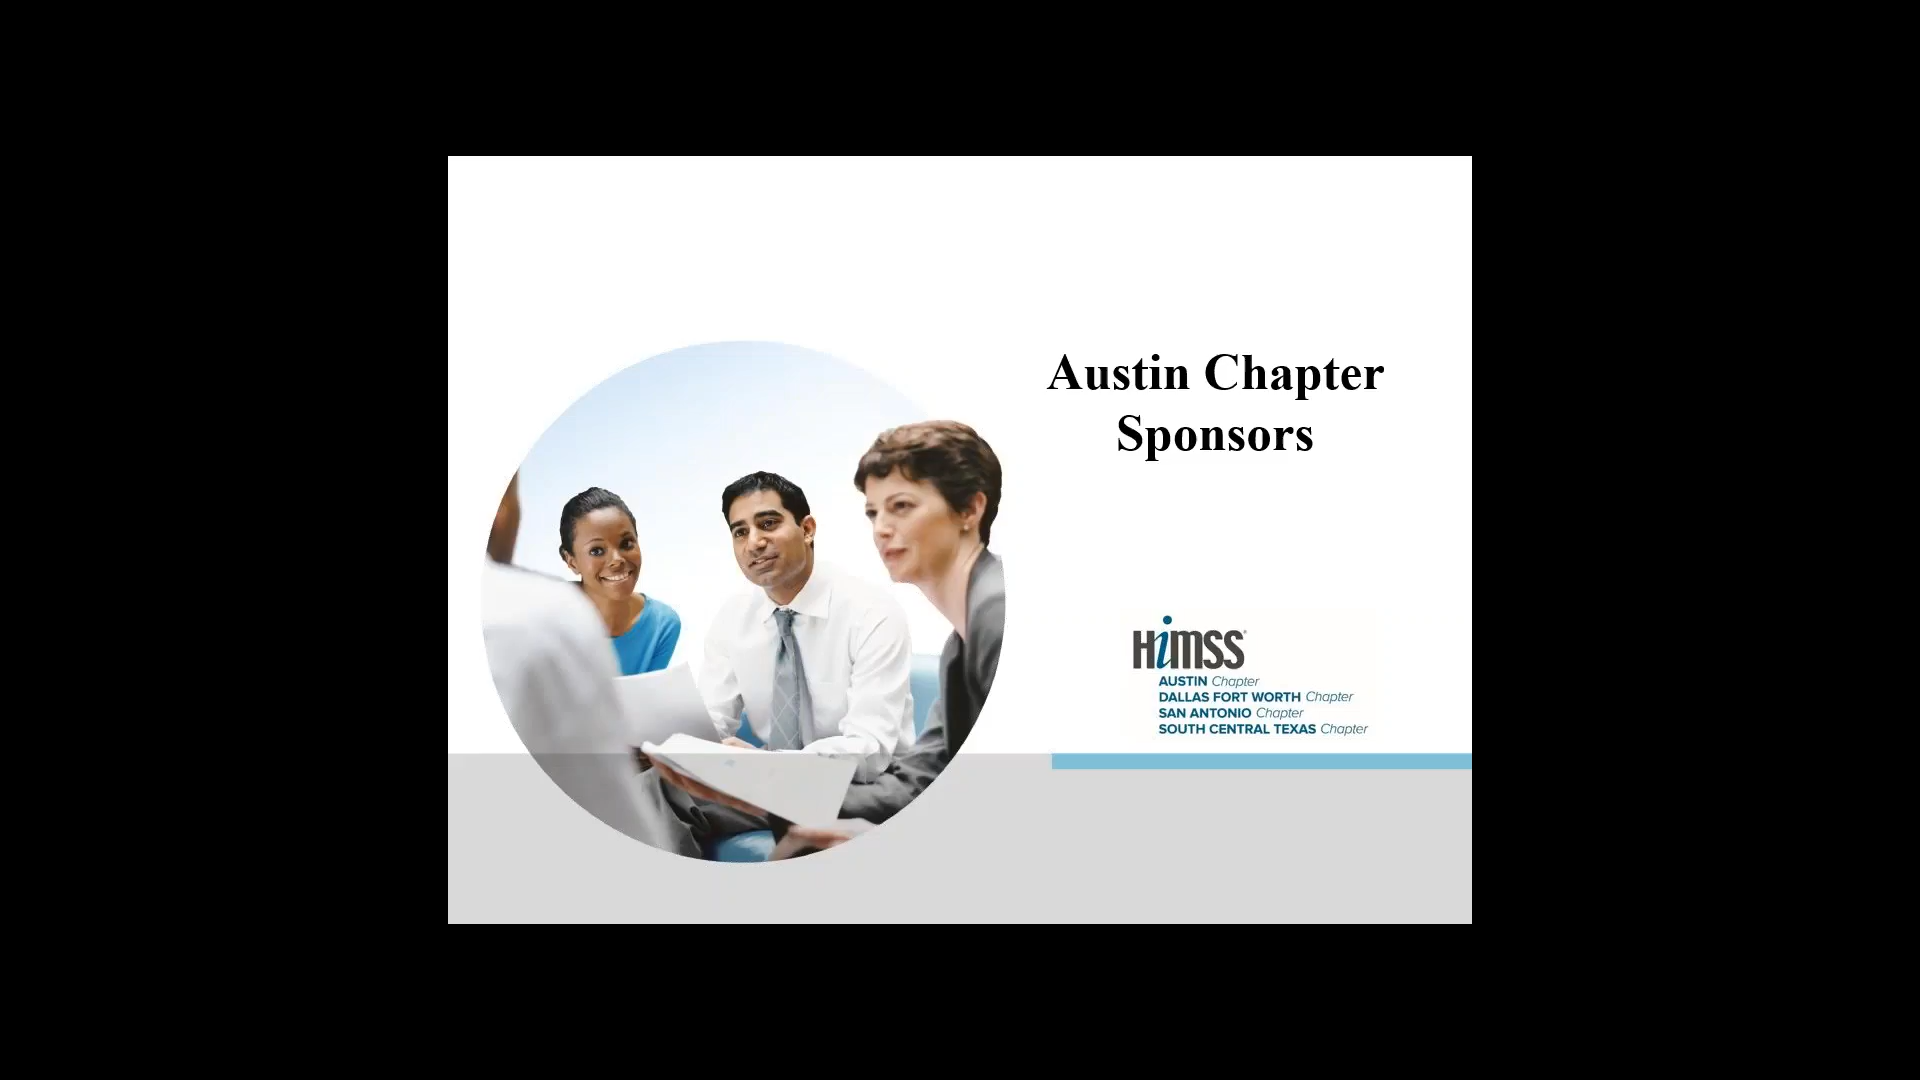 Austin Chapter
Sponsors
HiMSS®
AUSTIN Chapter
DALLAS FORT WORTH Chapter
SAN ANTONIO Chapter
SOUTH CENTRAL TEXAS Chapter